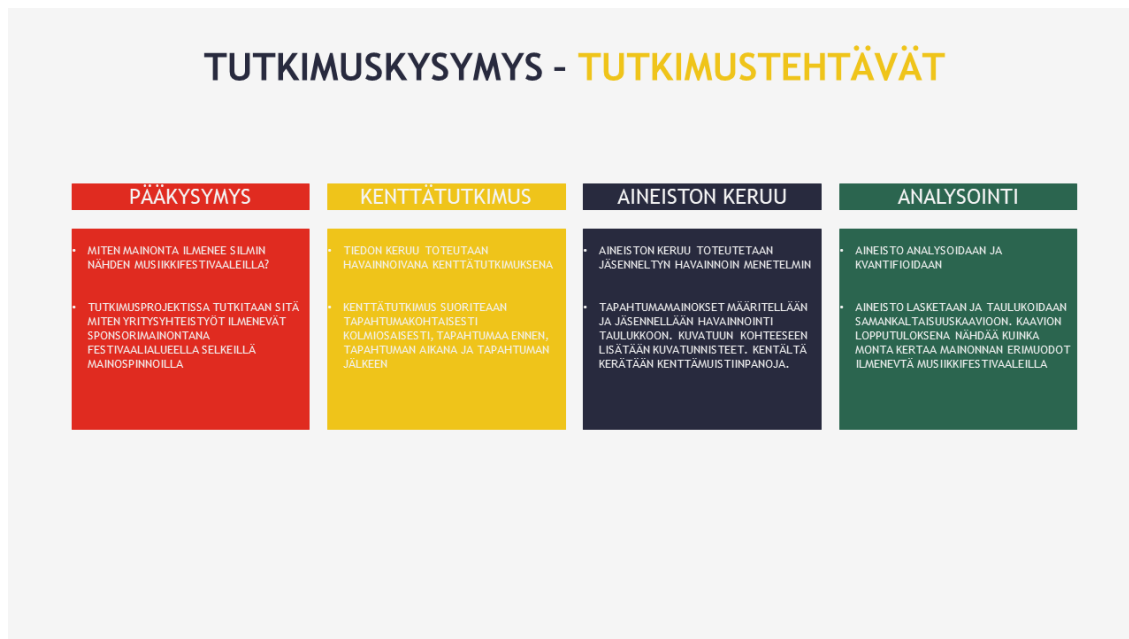 TUTKIMUSKYSYMYS – TUTKIMUSTEHTÄVÄT
PÄÄKYSYMYS
• MITEN MAINONTA ILMENEE SILMIN
NÄHDEN MUSIIKKIFESTIVAALEILLA?
• TUTKIMUSPROJEKTISSA TUTKITAAN SITÄ
MITEN YRITYSYHTEISTYÖT ILMENEVÄT
SPONSORIMAINONTANA
FESTIVAALIALUEELLA SELKEILLÄ
MAINOSPINNOILLA
KENTTÄTUTKIMUS
• TIEDON KERUU TOTEUTAAN
HAVAINNOIVANA KENTTÄTUTKIMUKSENA
• KENTTÄTUTKIMUS SUORITEAAN
TAPAHTUMAKOHTAISESTI
KOLMIOSAISESTI, TAPAHTUMAA ENNEN,
TAPAHTUMAN AIKANA JA TAPAHTUMAN
JÄLKEEN
AINEISTON KERUU
• AINEISTON KERUU TOTEUTETAAN
JÄSENNELTYN HAVAINNOIN MENETELMIN
• TAPAHTUMAMAINOKSET MÄÄRITELLÄÄN
JA JÄSENNELLÄÄN HAVAINNOINTI
TAULUKKOON. KUVATUUN KOHTEESEEN
LISÄTÄÄN KUVATUNNISTEET. KENTÄLTÄ
KERÄTÄÄN KENTTÄMUISTIINPANOJA.
ANALYSOINTI
• AINEISTO ANALYSOIDAAN JA
KVANTIFIOIDAAN
• AINEISTO LASKETAAN JA TAULUKOIDAAN
SAMANKALTAISUUSKAAVIOON. KAAVION
LOPPUTULOKSENA NÄHDÄÄ KUINKA
MONTA KERTAA MAINONNAN ERIMUODOT
ILMENEVTÄ MUSIIKKIFESTIVAALEILLA